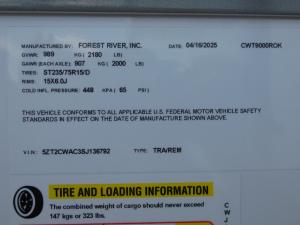 MANUFACTURED BY: FOREST RIVER, INC. DATE: 04/16/2025 CWT9000ROK
GVWR: 989 KG ( 2180 LB)
GAWR (EACH AXLE): 907 KG ( 2000 LB)
TIRES: ST235/75R15/D
RIMS: 15X6.0J
COLD INFL. PRESSURE: 448 KPA ( 65 PSI)
THIS VEHICLE CONFORMS TO ALL APPLICABLE U.S. FEDERAL MOTOR VEHICLE SAFETY
STANDARDS IN EFFECT ON THE DATE OF MANUFACTURE SHOWN ABOVE.
V.I.N.: 5ZT2CWAC3SJ136792 TYPE: TRA/REM
TIRE AND LOADING INFORMATION
The combined weight of cargo should never exceed
147 kgs or 323 lbs.
C
W
J